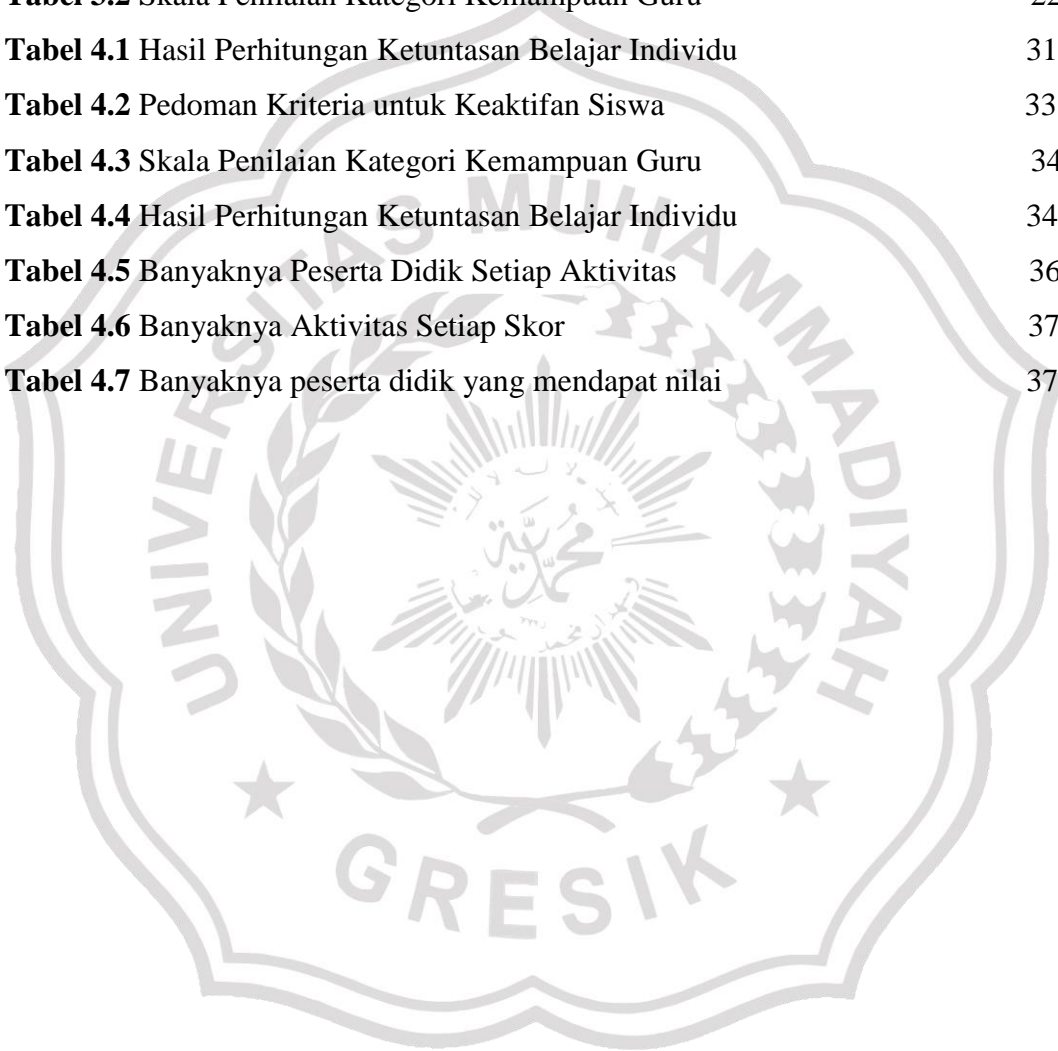 Tabel 3.2 Skala Penilaian Kategori Kemampuan Guru 22
Tabel 4.1 Hasil Perhitungan Ketuntasan Belajar Individu 31
Tabel 4.2 Pedoman Kriteria untuk Keaktifan Siswa 33
Tabel 4.3 Skala Penilaian Kategori Kemampuan Guru 34
Tabel 4.4 Hasil Perhitungan Ketuntasan Belajar Individu 34
Tabel 4.5 Banyaknya Peserta Didik Setiap Aktivitas 36
Tabel 4.6 Banyaknya Aktivitas Setiap Skor 37
Tabel 4.7 Banyaknya peserta didik yang mendapat nilai 37
UNIVERSITAS MUHAMMADIYAH
GRESIK